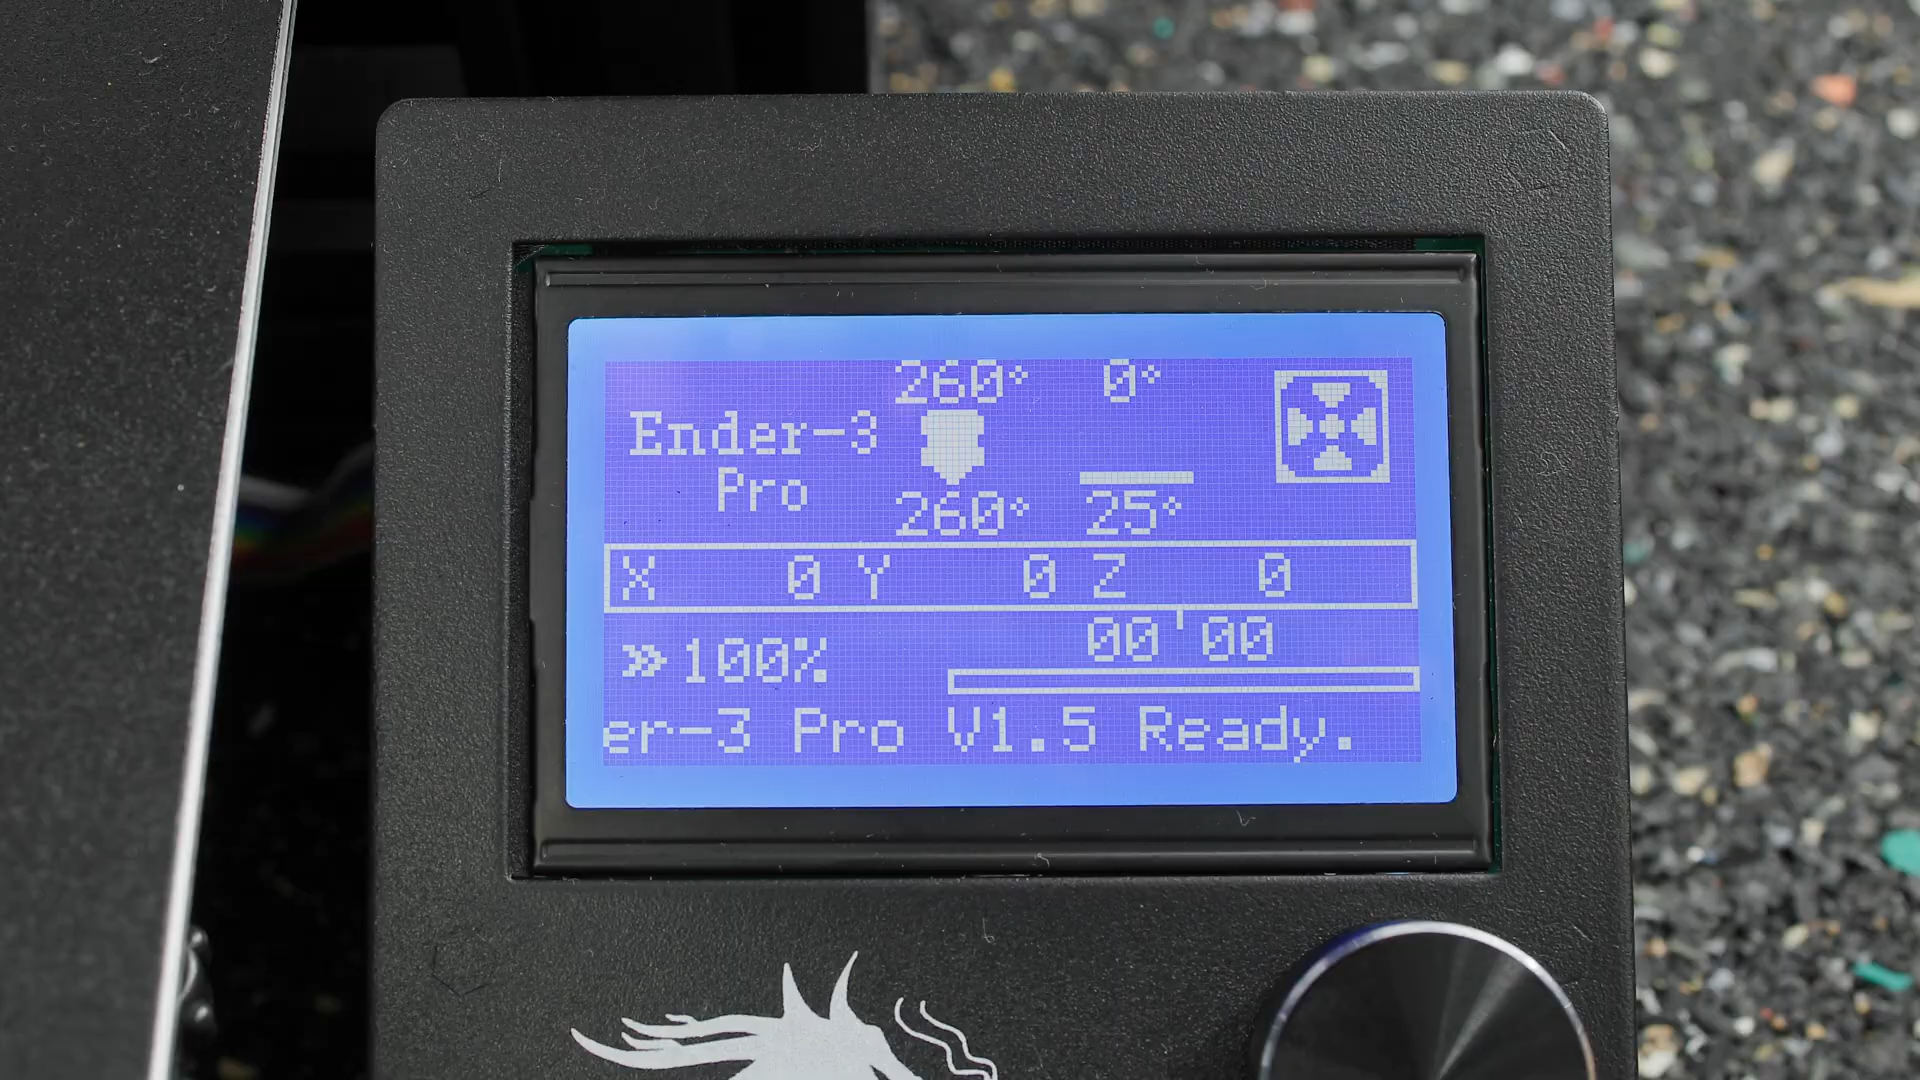 260° 0°
Ender-3
Pro
260° 25°
X 0 Y 0 Z 0
00'00
»100%
er-3 Pro V1.5 Ready.